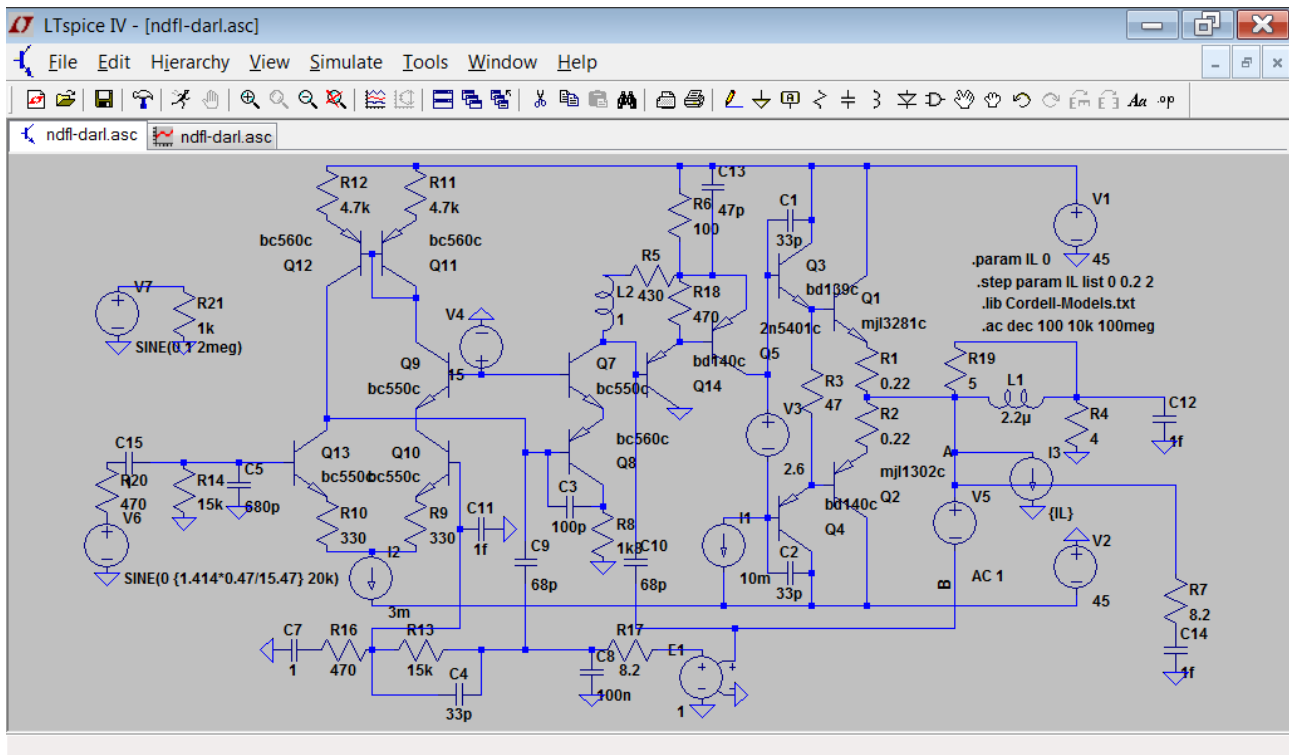 LTspice IV - [ndfl-darl.asc]
File Edit Hierarchy View Simulate Tools Window Help
Aa .op
ndfl-darl.asc
ndfl-darl.asc
R12
4.7k
R11
4.7k
bc560c
Q12
bc560c
Q11
V7
R21
1k
SINE(0 1 2meg)
V4
15
Q9
bc550c
C13
47p
R6
100
R5
430
L2
1
R18
470
Q7
bc550c
2n5401c
Q5
bd140c
Q14
C1
33p
Q3
bd139c
Q1
mjl3281c
R1
0.22
R3
47
R2
0.22
V3
2.6
mjl1302c
Q2
bd140c
Q4
V1
45
.param IL 0
.step param IL list 0 0.2 2
.lib Cordell-Models.txt
.ac dec 100 10k 100meg
R19
5
L1
2.2µ
R4
4
C12
1f
A
I3
{IL}
V5
AC 1
B
V2
45
R7
8.2
C14
1f
C15
R20
470
V6
R14
15k
C5
680p
Q13
bc550c
Q10
bc550c
R10
330
R9
330
C11
1f
SINE(0 {1.414*0.47/15.47} 20k)
I2
3m
bc560c
Q8
C3
100p
R8
1k8
C9
68p
C10
68p
I1
10m
C2
33p
C7
1
R16
470
R13
15k
C4
33p
C8
100n
R17
8.2
E1
1